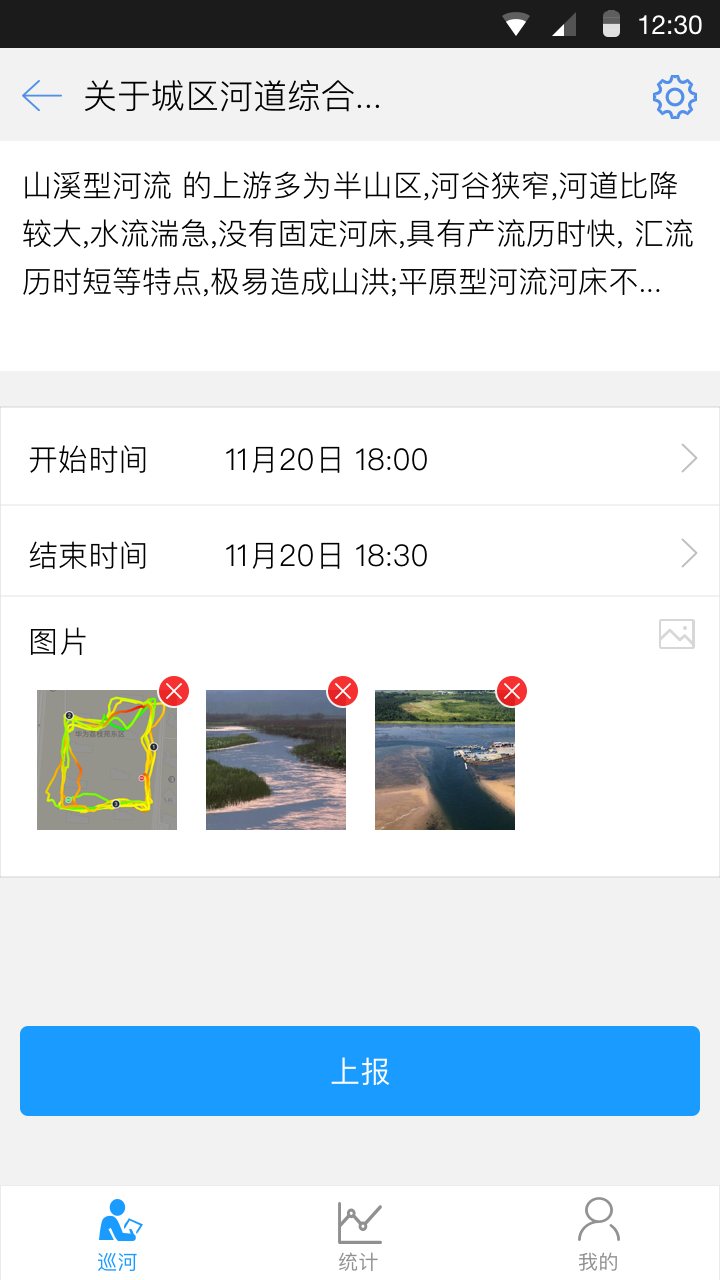 12:30
关于城区河道综合...
山溪型河流 的上游多为半山区,河谷狭窄,河道比降
较大,水流湍急,没有固定河床,具有产流历时快, 汇流
历时短等特点,极易造成山洪;平原型河流河床不...
开始时间 11月20日 18:00
结束时间 11月20日 18:30
图片
上报
巡河 统计 我的